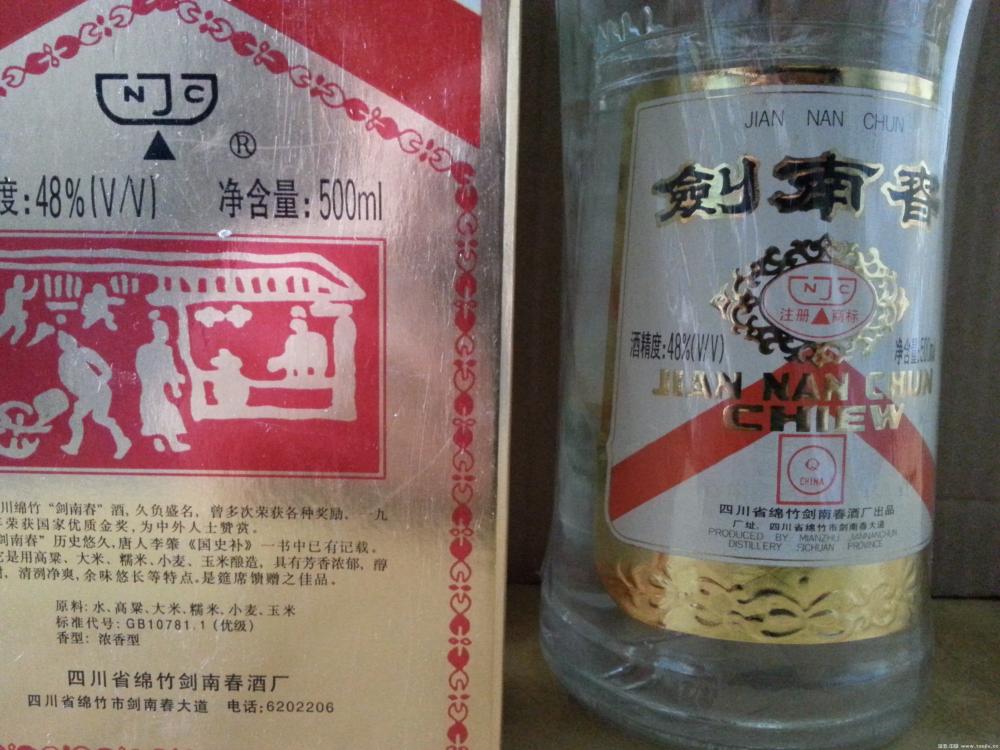 NJC
®
度:48%(V/V) 净含量:500ml
川绵竹“剑南春”酒,久负盛名,曾多次荣获各种奖励,一九
荣获国家优质金奖,为中外人士赞赏。
剑南春”历史悠久,唐人李肇《国史补》一书中已有记载。
它是用高粱、大米、糯米、小麦、玉米酿造,具有芳香浓郁,醇
甜,清洌净爽,余味悠长等特点,是筵席馈赠之佳品。
原料:水、高粱、大米、糯米、小麦、玉米
标准代号:GB10781.1(优级)
香型:浓香型
四川省绵竹剑南春酒厂
四川省绵竹市剑南春大道 电话:6202206
JIAN NAN CHUN
劍南春
NJC
注册 商标
酒精度:48%(V/V) 净含量:500ml
JIAN NAN CHUN
CHIEW
Q
CHINA
四川省绵竹剑南春酒厂出品
厂址:四川省绵竹市剑南春大道
PRODUCED BY MIANZHU JIANNANCHUN
DISTILLERY SICHUAN PROVINCE